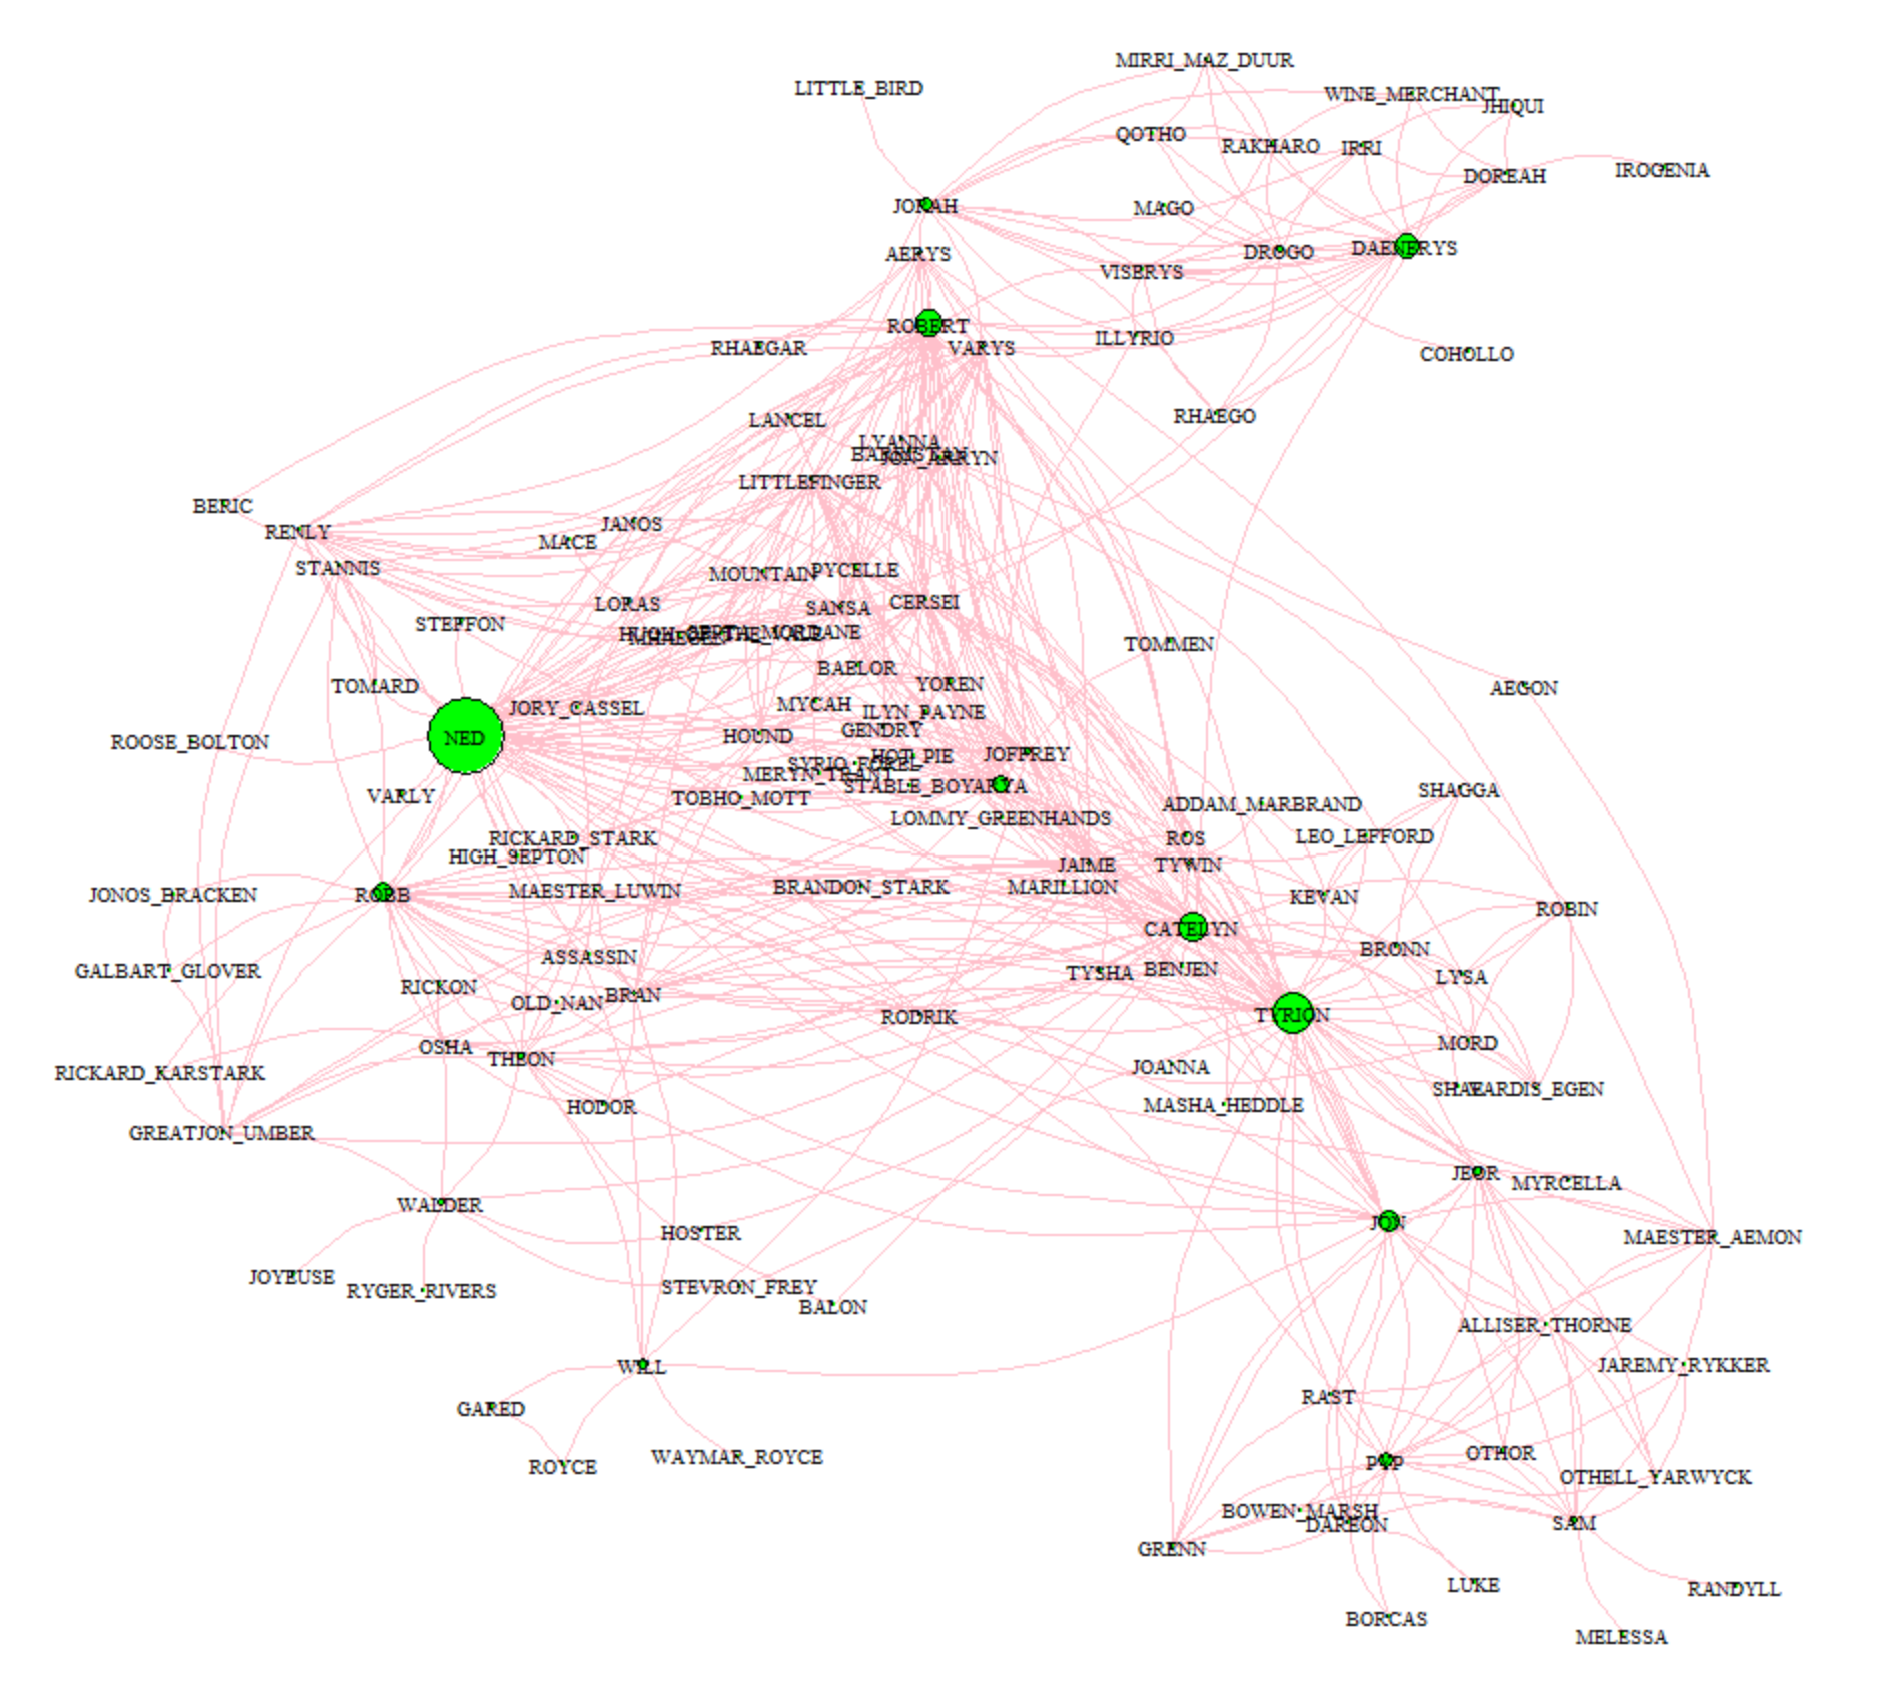 MIRRI_MAZ_DUUR
LITTLE_BIRD
WINE_MERCHANT
JHIQUI
QOTHO
RAKHARO
IRRI
IROGENIA
DOREAH
JORAH
MAGO
DAENERYS
DROGO
AERYS
VISERYS
ROBERT
ILLYRIO
RHAEGAR
VARYS
COHOLLO
RHAEGO
LANCEL
LYANNA
JON_ARRYN
LITTLEFINGER
BERIC
JANOS
RENLY
MACE
STANNIS
PYCELLE
MOUNTAIN
CERSEI
LORAS
SANSA
STEFFON
TOMMEN
BAELOR
YOREN
TOMARD
AEGON
MYCAH
JORY_CASSEL
ILYN_PAYNE
GENDRY
HOUND
NED
ROOSE_BOLTON
JOFFREY
HOT_PIE
SYRIO_FOREL
MERYN_TRANT
STABLE_BOY
ARYA
SHAGGA
VARLY
TOBHO_MOTT
ADDAM_MARBRAND
LOMMY_GREENHANDS
LEO_LEFFORD
RICKARD_STARK
ROS
HIGH_SEPTON
JAIME
TYWIN
MAESTER_LUWIN
BRANDON_STARK
MARILLION
JONOS_BRACKEN
ROBB
KEVAN
ROBIN
CATELYN
BRONN
ASSASSIN
BENJEN
GALBART_GLOVER
TYSHA
LYSA
RICKON
BRAN
OLD_NAN
TYRION
RODRIK
MORD
OSHA
THEON
JOANNA
RICKARD_KARSTARK
SHAE
VARDIS_EGEN
MASHA_HEDDLE
HODOR
GREATJON_UMBER
JEOR
MYRCELLA
WALDER
JON
HOSTER
MAESTER_AEMON
JOYEUSE
STEVRON_FREY
RYGER_RIVERS
BALON
ALLISER_THORNE
WILL
JAREMY_RYKKER
RAST
GARED
OTHOR
WAYMAR_ROYCE
PYP
ROYCE
OTHELL_YARWYCK
BOWEN_MARSH
DAREON
SAM
GRENN
LUKE
RANDYLL
BORCAS
MELESSA